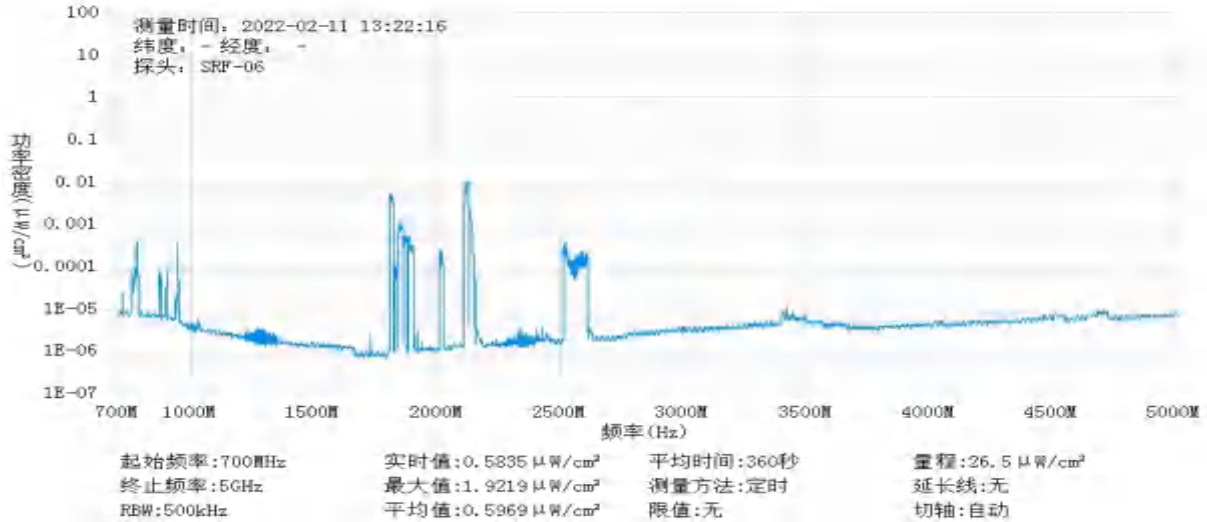 100
测量时间: 2022-02-11 13:22:16
纬度: - 经度: -
10
探头: SRF-06
1
0.1
功率密度(μW/cm²)
0.01
0.001
0.0001
1E-05
1E-06
1E-07
700M 1000M 1500M 2000M 2500M 3000M 3500M 4000M 4500M 5000M
频率(Hz)
起始频率:700MHz 实时值:0.5835μW/cm² 平均时间:360秒 量程:26.5μW/cm²
终止频率:5GHz 最大值:1.9219μW/cm² 测量方法:定时 延长线:无
RBW:500kHz 平均值:0.5969μW/cm² 限值:无 切轴:自动